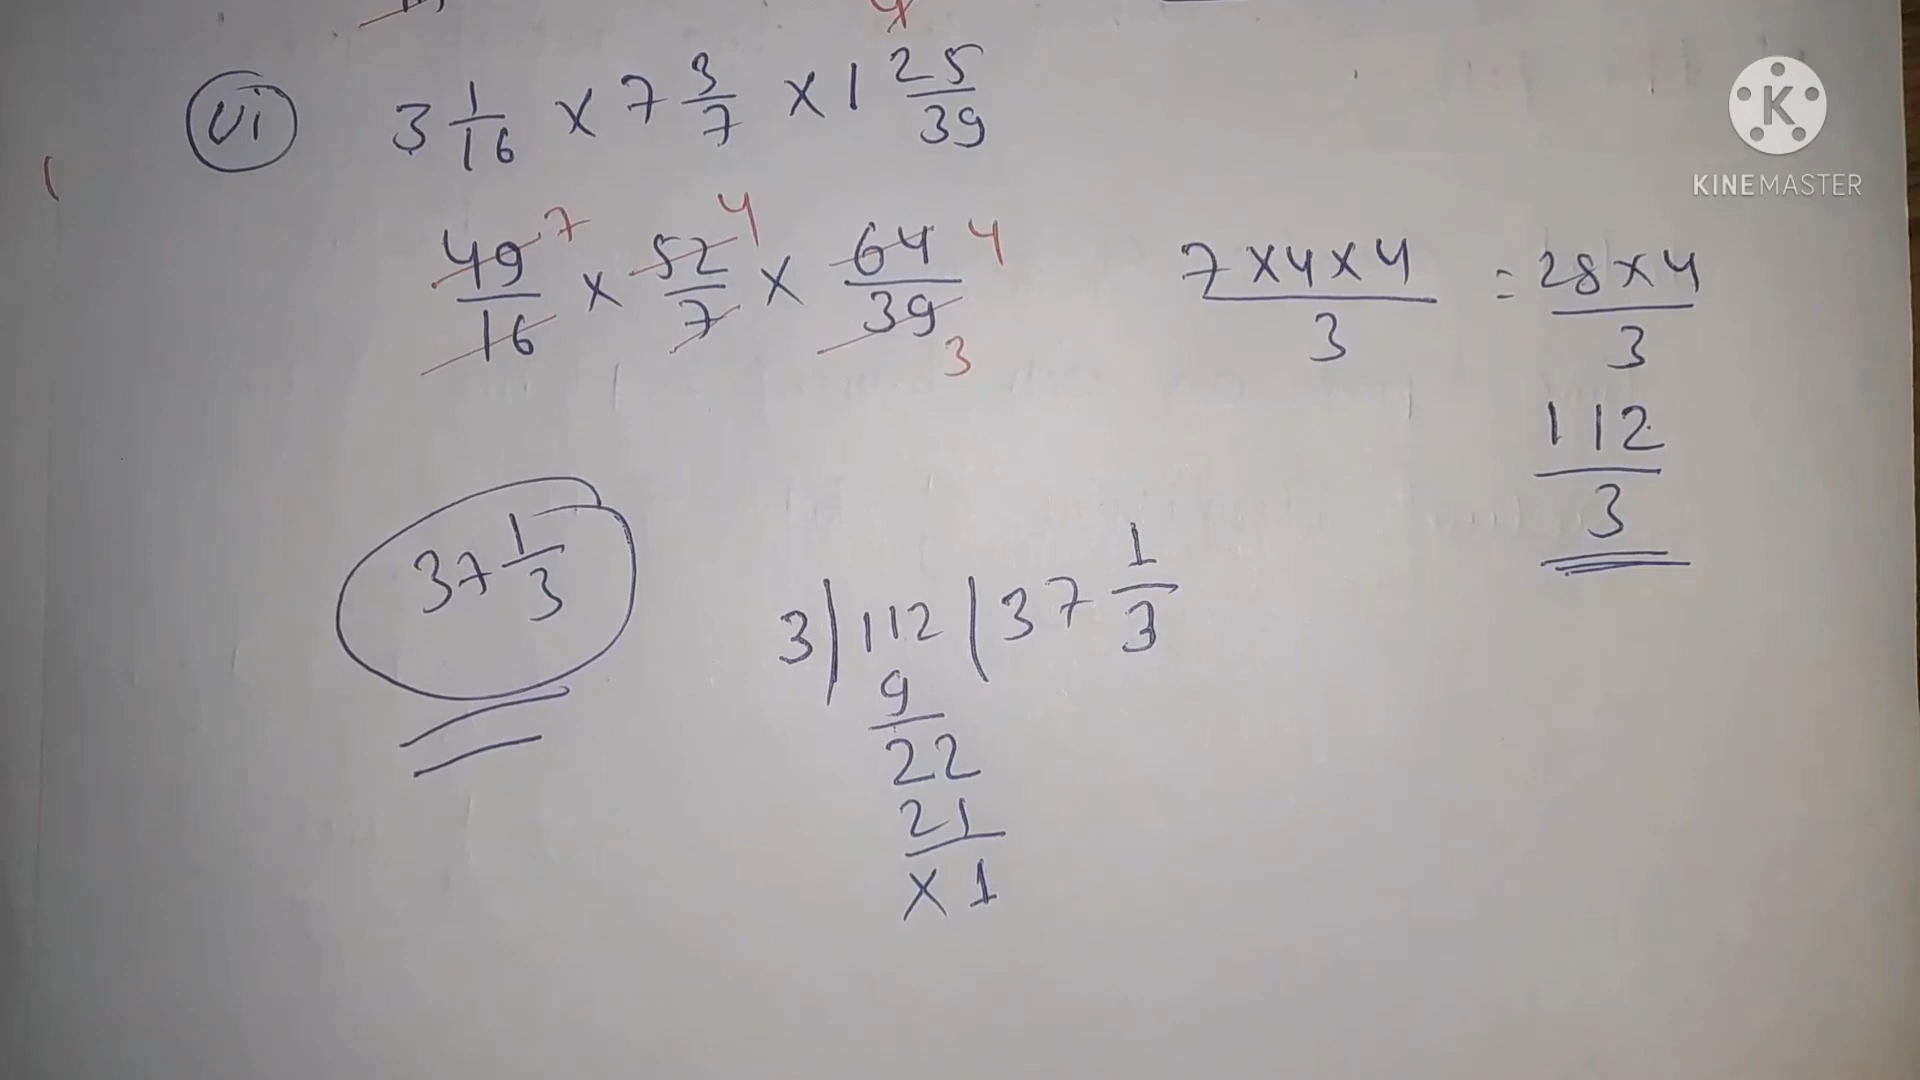 (vi) 3 1/16 x 7 3/7 x 1 25/39
49/16 x 52/7 x 64/39
7 4 4
3
7 x 4 x 4 / 3 = 28 x 4 / 3
112/3
37 1/3
3 ) 112 ( 37 1/3
9
22
21
x 1
K
KINEMASTER